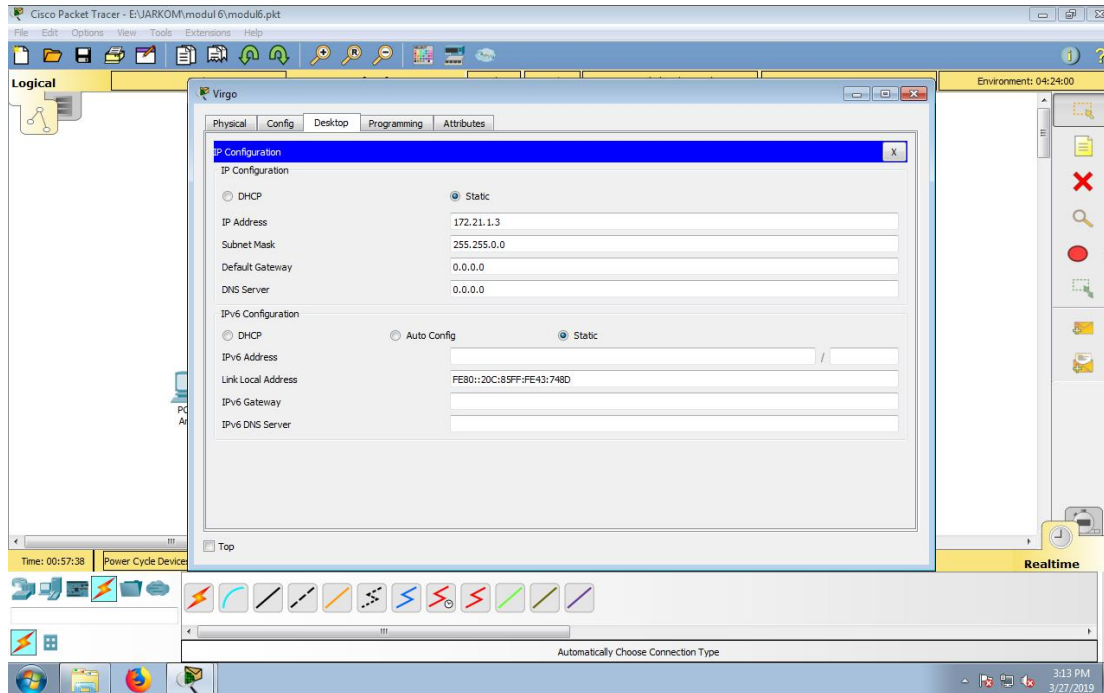 Cisco Packet Tracer - E:\JARKOM\modul 6\modul6.pkt
File Edit Options View Tools Extensions Help
Logical
Environment: 04:24:00
Virgo
Physical Config Desktop Programming Attributes
IP Configuration
X
IP Configuration
DHCP
Static
IP Address
172.21.1.3
Subnet Mask
255.255.0.0
Default Gateway
0.0.0.0
DNS Server
0.0.0.0
IPv6 Configuration
DHCP
Auto Config
Static
IPv6 Address
/
Link Local Address
FE80::20C:85FF:FE43:748D
IPv6 Gateway
IPv6 DNS Server
Top
Time: 00:57:38
Power Cycle Devices
Realtime
Automatically Choose Connection Type
3:13 PM
3/27/2019